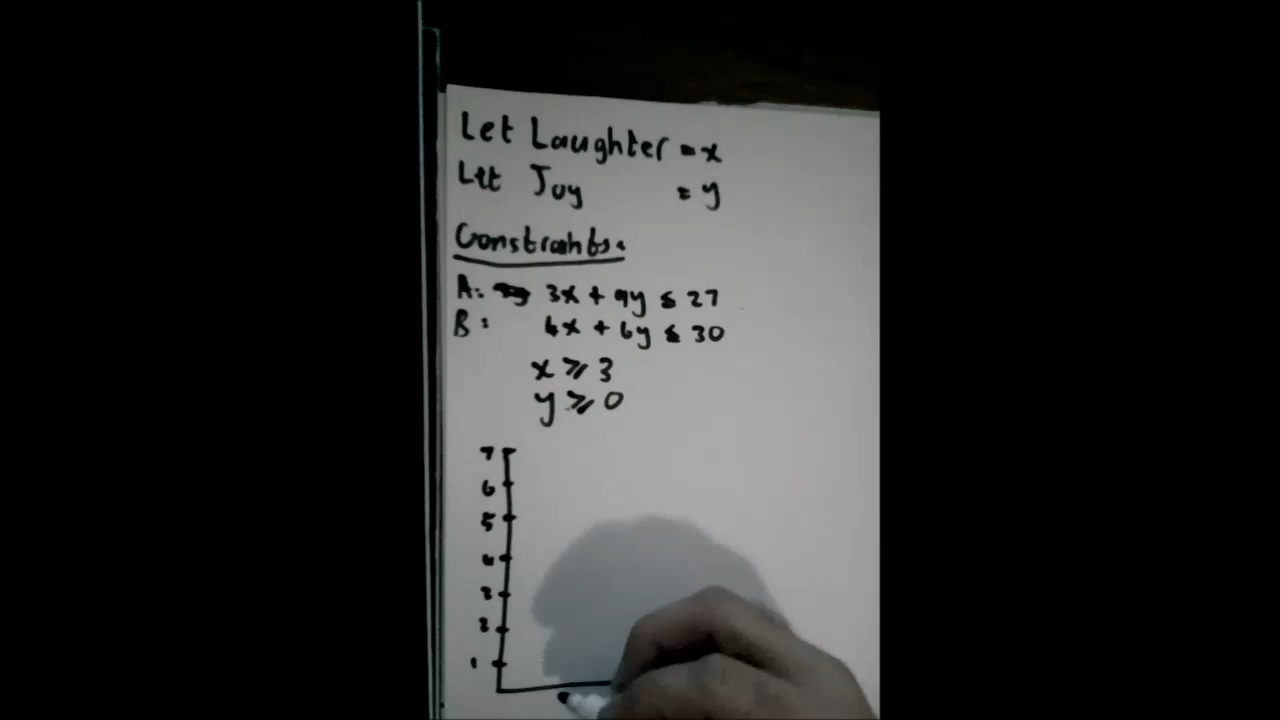 Let Laughter = x
Let Joy = y
Constraints:
A: 3x + 9y ≤ 27
B: 6x + 6y ≤ 30
x ≥ 3
y ≥ 0
7
6
5
4
3
2
1